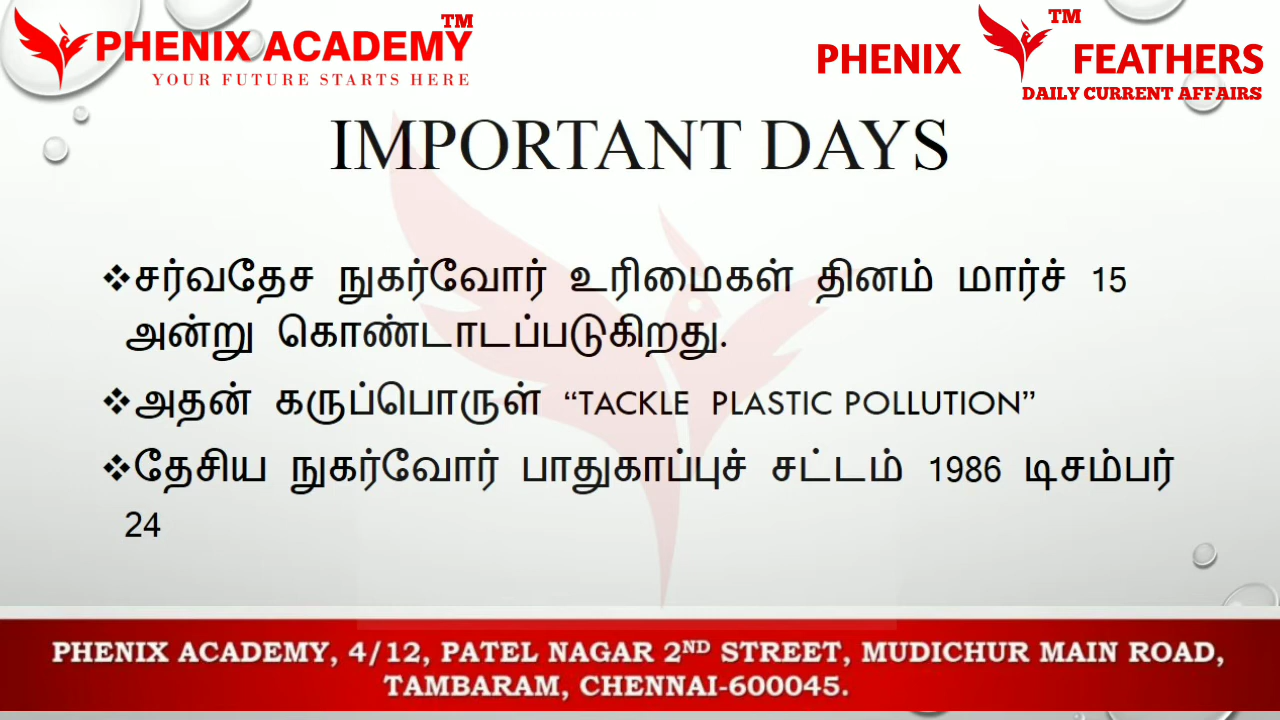 PHENIX ACADEMY™
YOUR FUTURE STARTS HERE
PHENIX ™ FEATHERS
DAILY CURRENT AFFAIRS
IMPORTANT DAYS
❖சர்வதேச நுகர்வோர் உரிமைகள் தினம் மார்ச் 15
அன்று கொண்டாடப்படுகிறது.
❖அதன் கருப்பொருள் “TACKLE PLASTIC POLLUTION”
❖தேசிய நுகர்வோர் பாதுகாப்புச் சட்டம் 1986 டிசம்பர்
24
PHENIX ACADEMY, 4/12, PATEL NAGAR 2ND STREET, MUDICHUR MAIN ROAD,
TAMBARAM, CHENNAI-600045.